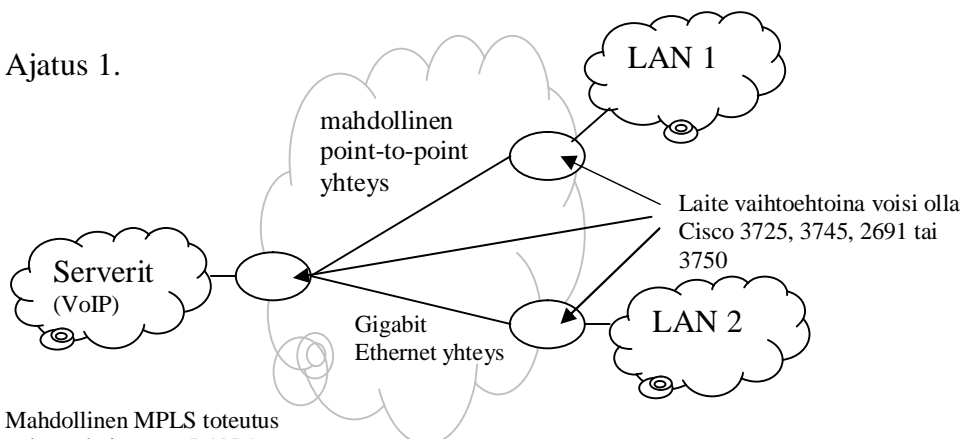 Ajatus 1.
LAN 1
mahdollinen
point-to-point
yhteys
Laite vaihtoehtoina voisi olla
Cisco 3725, 3745, 2691 tai
3750
Serverit
(VoIP)
LAN 2
Gigabit
Ethernet yhteys
Mahdollinen MPLS toteutus